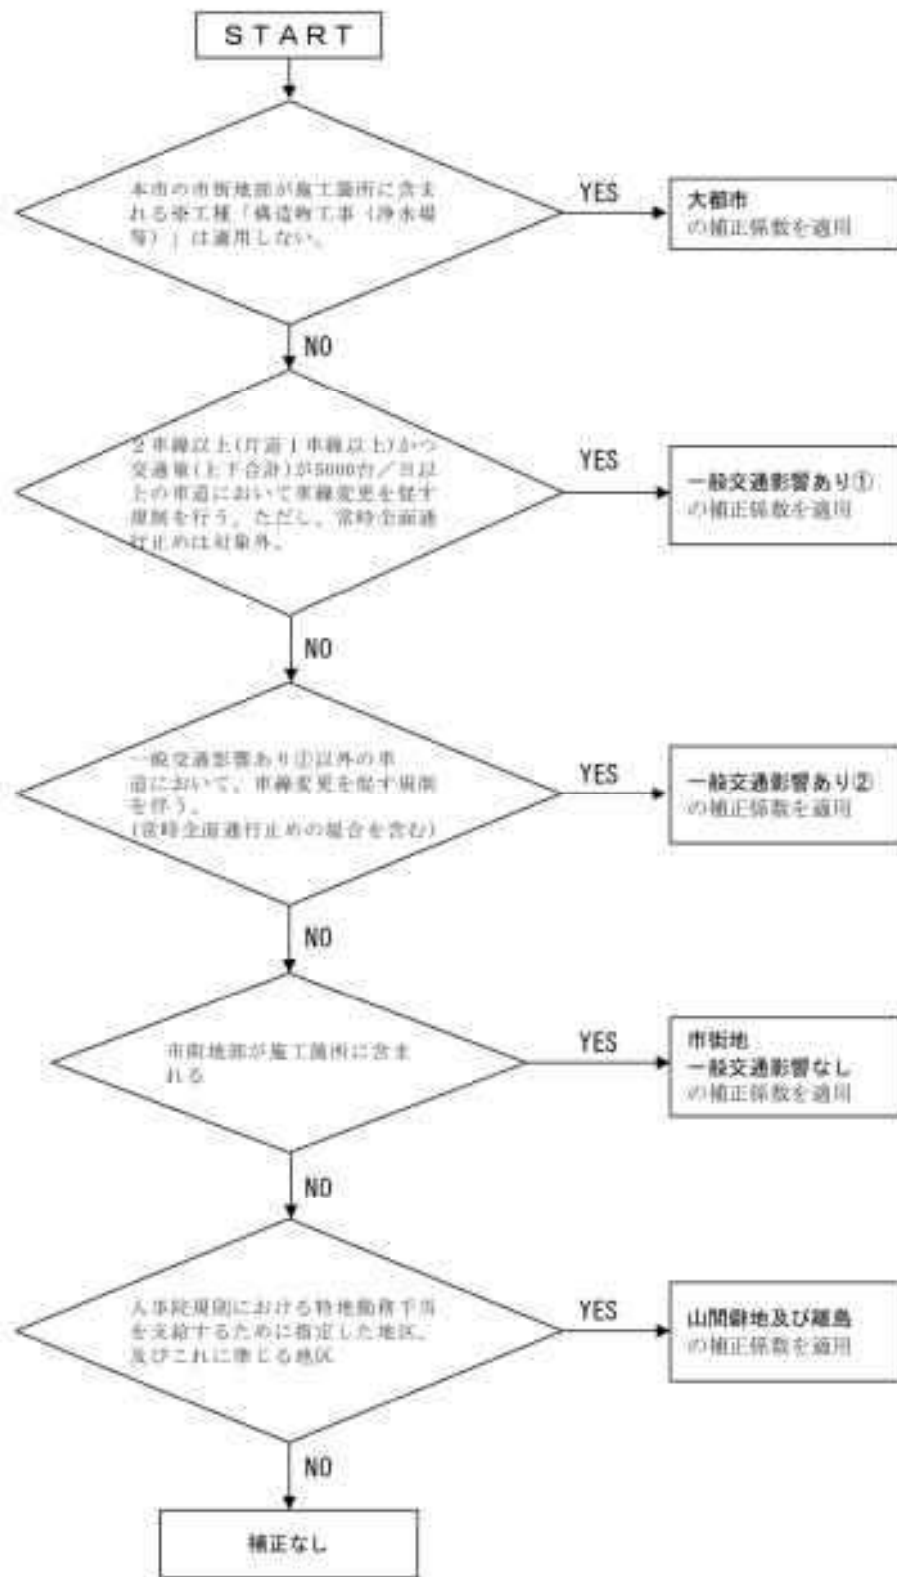 START
本市の市街地部が施工箇所に含ま
れる※工種「構造物工事（浄水場
等）」は適用しない。
YES
大都市
の補正係数を適用
NO
2車線以上(片道1車線以上)かつ
交通量(上下合計)が5000台／日以
上の車道において車線変更を促す
規制を行う。ただし、常時全面通
行止めは対象外。
YES
一般交通影響あり①
の補正係数を適用
NO
一般交通影響あり①以外の車
道において、車線変更を促す規制
を伴う。
(常時全面通行止めの場合を含む)
YES
一般交通影響あり②
の補正係数を適用
NO
市街地部が施工箇所に含ま
れる
YES
市街地
一般交通影響なし
の補正係数を適用
NO
人事院規則における特地勤務手当
を支給するために指定した地区、
及びこれに準じる地区
YES
山間僻地及び離島
の補正係数を適用
NO
補正なし